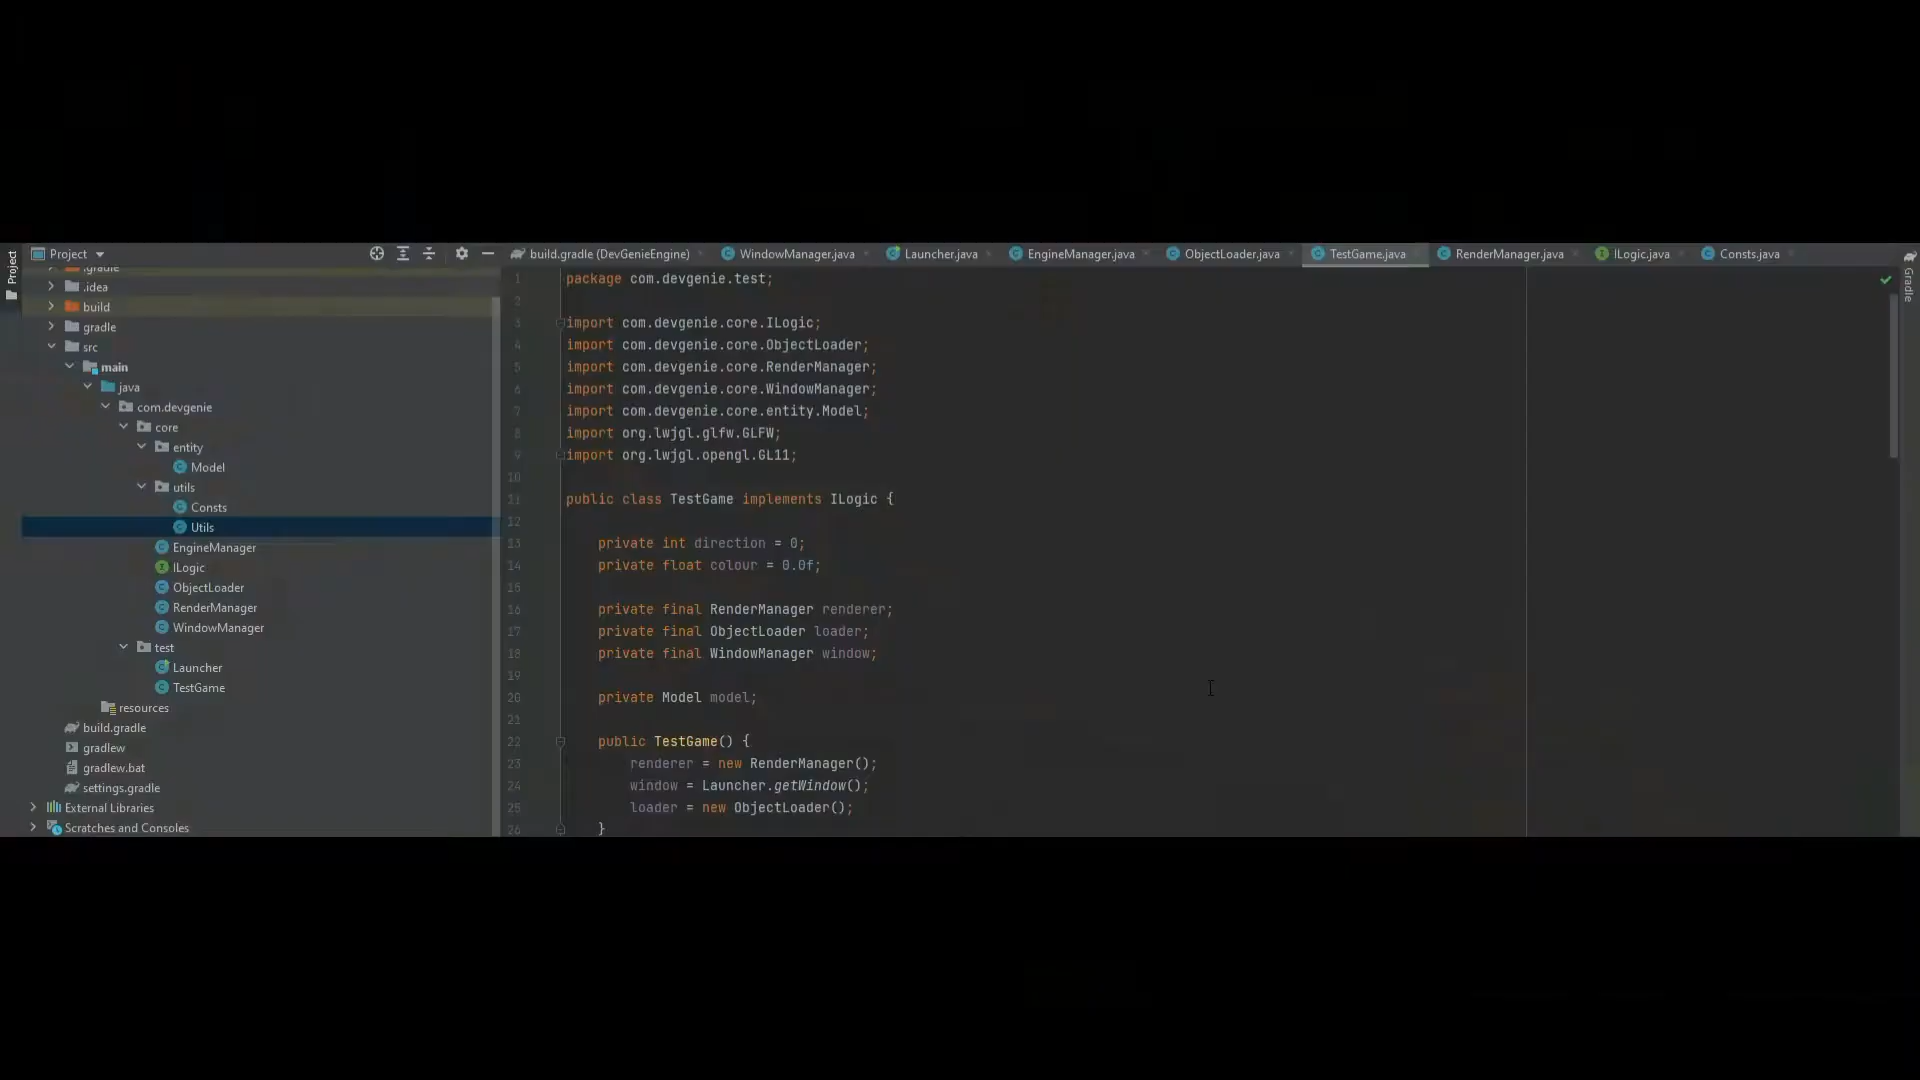 Project
Project
.gradle
.idea
build
gradle
src
main
java
com.devgenie
core
entity
Model
utils
Consts
Utils
EngineManager
ILogic
ObjectLoader
RenderManager
WindowManager
test
Launcher
TestGame
resources
build.gradle
gradlew
gradlew.bat
settings.gradle
External Libraries
Scratches and Consoles
build.gradle (DevGenieEngine) WindowManager.java Launcher.java EngineManager.java ObjectLoader.java TestGame.java RenderManager.java ILogic.java Consts.java
1 package com.devgenie.test;
2
3 import com.devgenie.core.ILogic;
4 import com.devgenie.core.ObjectLoader;
5 import com.devgenie.core.RenderManager;
6 import com.devgenie.core.WindowManager;
7 import com.devgenie.core.entity.Model;
8 import org.lwjgl.glfw.GLFW;
9 import org.lwjgl.opengl.GL11;
10
11 public class TestGame implements ILogic {
12
13 private int direction = 0;
14 private float colour = 0.0f;
15
16 private final RenderManager renderer;
17 private final ObjectLoader loader;
18 private final WindowManager window;
19
20 private Model model;
21
22 public TestGame() {
23 renderer = new RenderManager();
24 window = Launcher.getWindow();
25 loader = new ObjectLoader();
26 }
Gradle